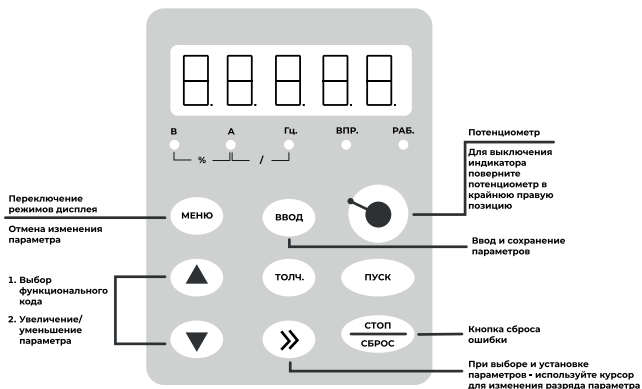 В А Гц. ВПР. РАБ.
% /
Потенциометр
Для выключения
индикатора
поверните
потенциометр в
крайнюю правую
позицию
Переключение
режимов дисплея
Отмена изменения
параметра
МЕНЮ ВВОД
Ввод и сохранение
параметров
1. Выбор
функционального
кода
2. Увеличение/
уменьшение
параметра
ТОЛЧ. ПУСК
СТОП
СБРОС
Кнопка сброса
ошибки
При выборе и установке
параметров - используйте курсор
для изменения разряда параметра